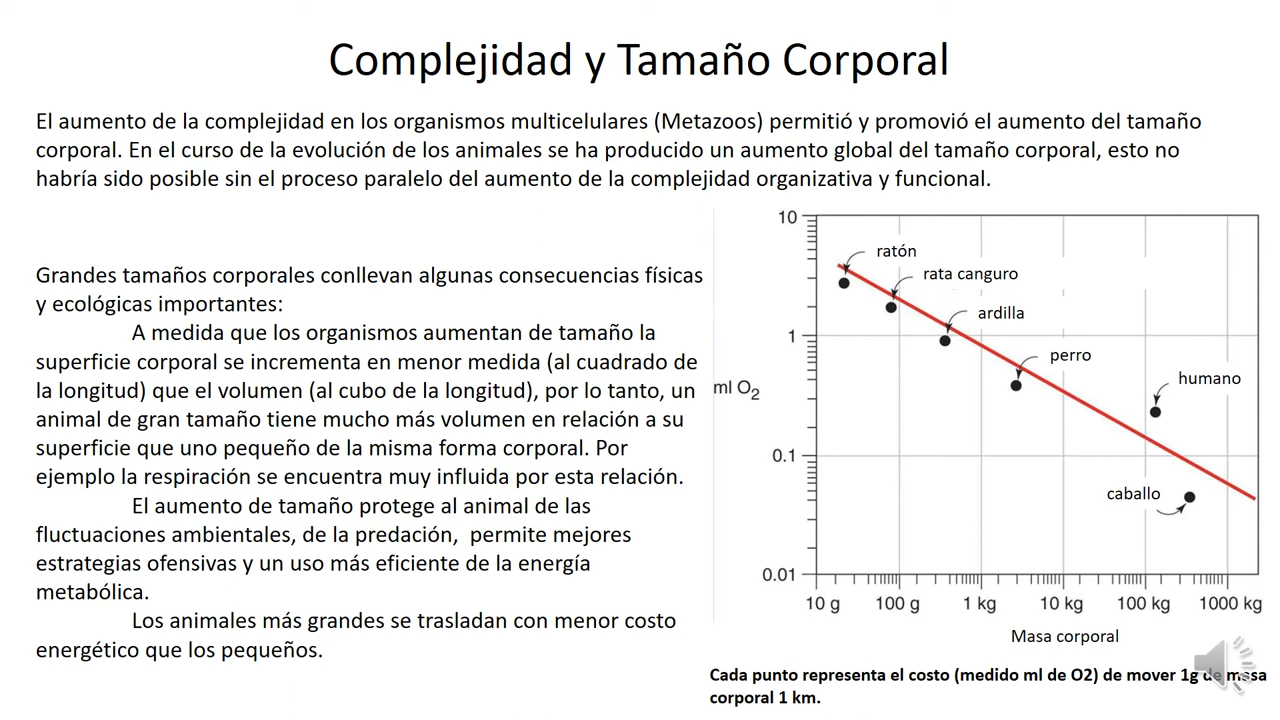 Complejidad y Tamaño Corporal
El aumento de la complejidad en los organismos multicelulares (Metazoos) permitió y promovió el aumento del tamaño
corporal. En el curso de la evolución de los animales se ha producido un aumento global del tamaño corporal, esto no
habría sido posible sin el proceso paralelo del aumento de la complejidad organizativa y funcional.
Grandes tamaños corporales conllevan algunas consecuencias físicas
y ecológicas importantes:
A medida que los organismos aumentan de tamaño la
superficie corporal se incrementa en menor medida (al cuadrado de
la longitud) que el volumen (al cubo de la longitud), por lo tanto, un
animal de gran tamaño tiene mucho más volumen en relación a su
superficie que uno pequeño de la misma forma corporal. Por
ejemplo la respiración se encuentra muy influida por esta relación.
El aumento de tamaño protege al animal de las
fluctuaciones ambientales, de la predación, permite mejores
estrategias ofensivas y un uso más eficiente de la energía
metabólica.
Los animales más grandes se trasladan con menor costo
energético que los pequeños.
10
1
ml O2
0.1
0.01
ratón
rata canguro
ardilla
perro
humano
caballo
10 g 100 g 1 kg 10 kg 100 kg 1000 kg
Masa corporal
Cada punto representa el costo (medido ml de O2) de mover 1g de masa
corporal 1 km.